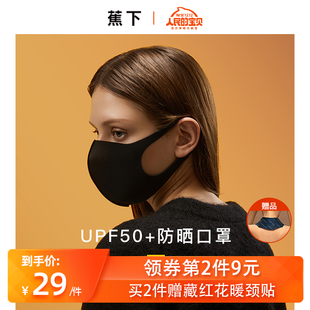 蕉下
人民的宝贝
UPF50+防晒口罩
赠品
到手价:
¥29/件
领券第2件9元
买2件赠藏红花暖颈贴